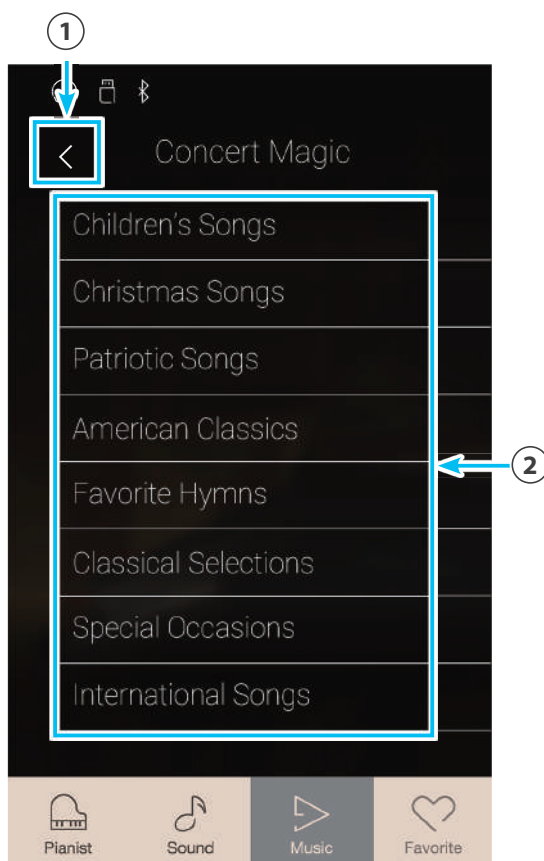 1
Concert Magic
Children's Songs
Christmas Songs
Patriotic Songs
American Classics
2
Favorite Hymns
Classical Selections
Special Occasions
International Songs
Pianist Sound Music Favorite